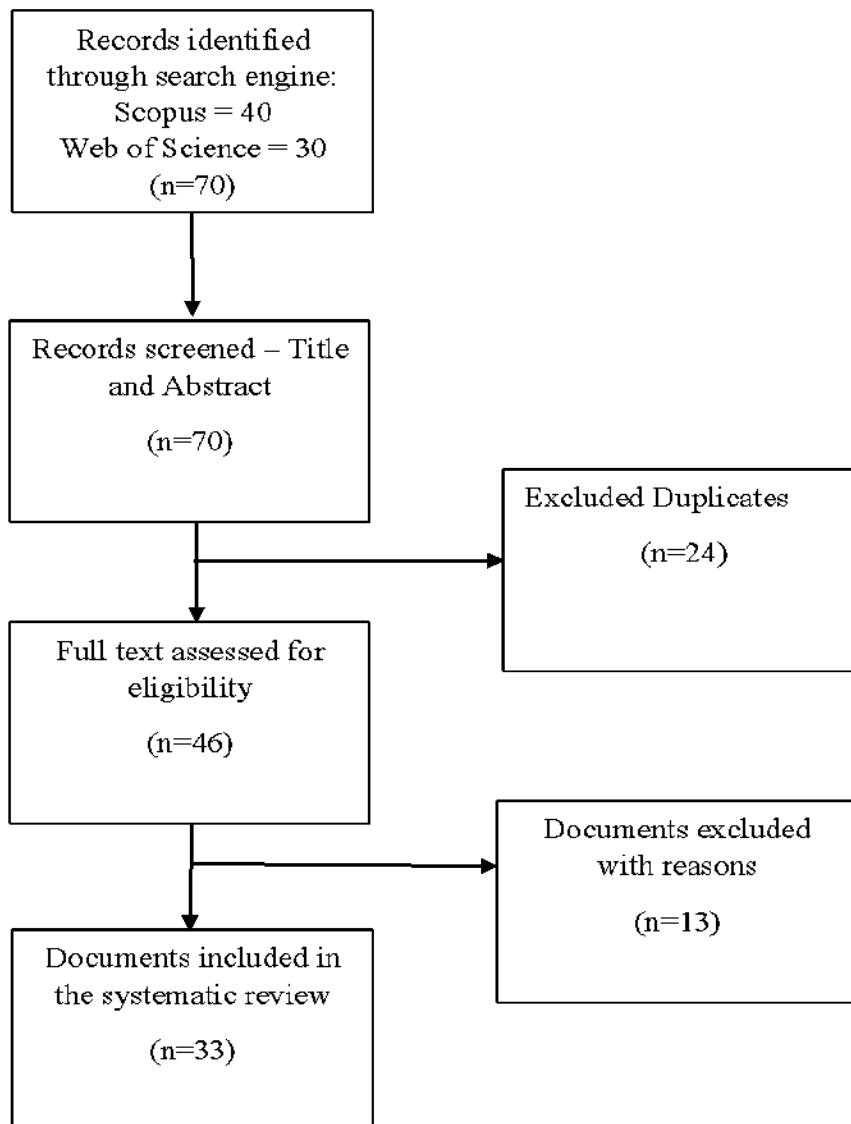 Records identified
through search engine:
Scopus = 40
Web of Science = 30
(n=70)
Records screened – Title
and Abstract
(n=70)
Excluded Duplicates
(n=24)
Full text assessed for
eligibility
(n=46)
Documents excluded
with reasons
(n=13)
Documents included in
the systematic review
(n=33)